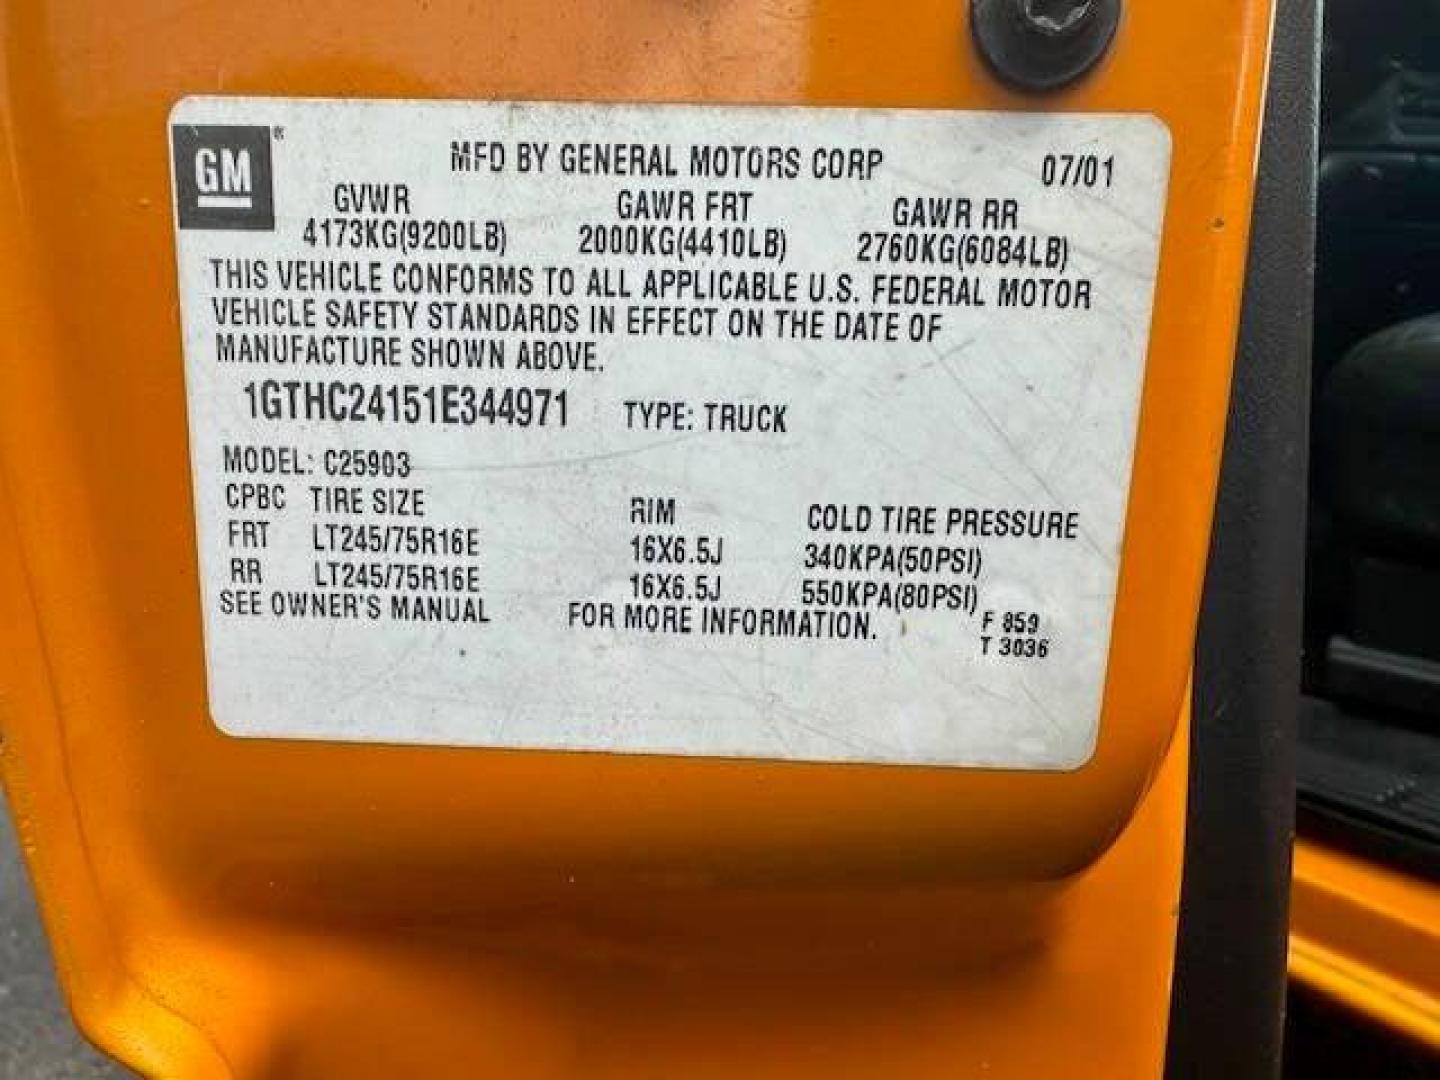 GM®
MFD BY GENERAL MOTORS CORP 07/01
GVWR GAWR FRT GAWR RR
4173KG(9200LB) 2000KG(4410LB) 2760KG(6084LB)
THIS VEHICLE CONFORMS TO ALL APPLICABLE U.S. FEDERAL MOTOR
VEHICLE SAFETY STANDARDS IN EFFECT ON THE DATE OF
MANUFACTURE SHOWN ABOVE.
1GTHC24151E344971 TYPE: TRUCK
MODEL: C25903
CPBC TIRE SIZE RIM COLD TIRE PRESSURE
FRT LT245/75R16E 16X6.5J 340KPA(50PSI)
RR LT245/75R16E 16X6.5J 550KPA(80PSI)
SEE OWNER'S MANUAL FOR MORE INFORMATION. F 859
T 3036